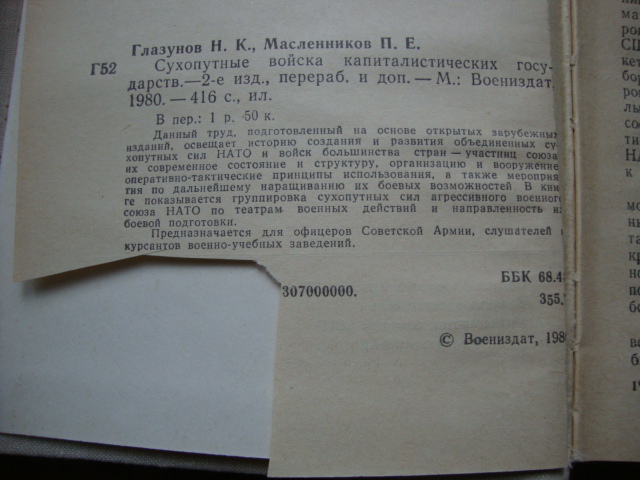 Глазунов Н. К., Масленников П. Е.
Г52 Сухопутные войска капиталистических госу-
дарств.—2-е изд., перераб. и доп. — М.: Воениздат,
1980. — 416 с., ил.
В пер.: 1 р. 50 к.
Данный труд, подготовленный на основе открытых зарубежных
изданий, освещает историю создания и развития объединенных су-
хопутных сил НАТО и войск большинства стран — участниц союза,
их современное состояние и структуру, организацию и вооружение,
оперативно-тактические принципы использования, а также мероприя-
тия по дальнейшему наращиванию их боевых возможностей В кни-
ге показывается группировка сухопутных сил агрессивного военного
союза НАТО по театрам военных действий и направленность их
боевой подготовки.
Предназначается для офицеров Советской Армии, слушателей и
курсантов военно-учебных заведений.
307000000.
ББК 68.4
355.
© Воениздат, 198